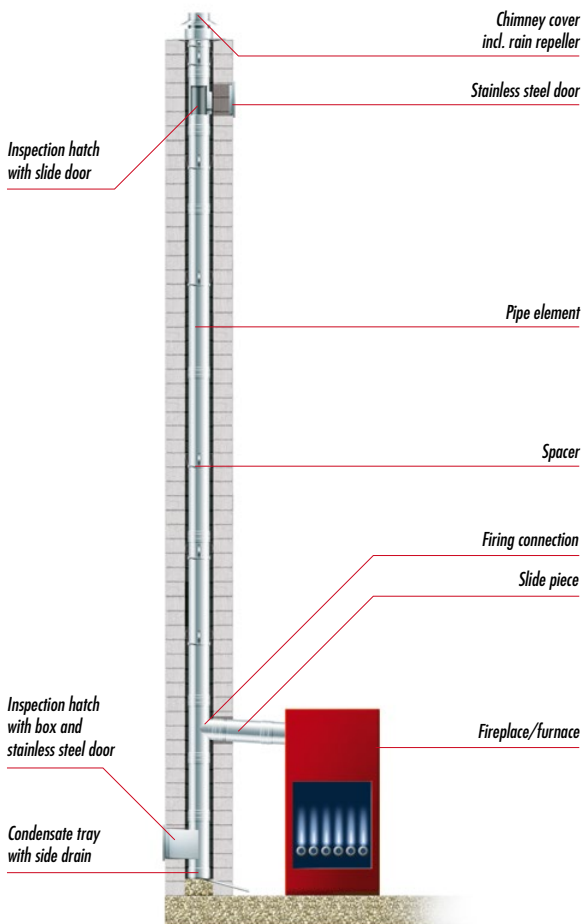 Chimney cover
incl. rain repeller
Stainless steel door
Inspection hatch
with slide door
Pipe element
Spacer
Firing connection
Slide piece
Inspection hatch
with box and
stainless steel door
Fireplace/furnace
Condensate tray
with side drain